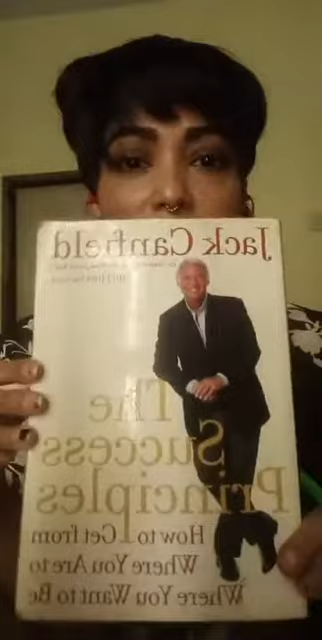 Jack Canfield
The
Success
Principles
How to Get from
Where You Are to
Where You Want to Be